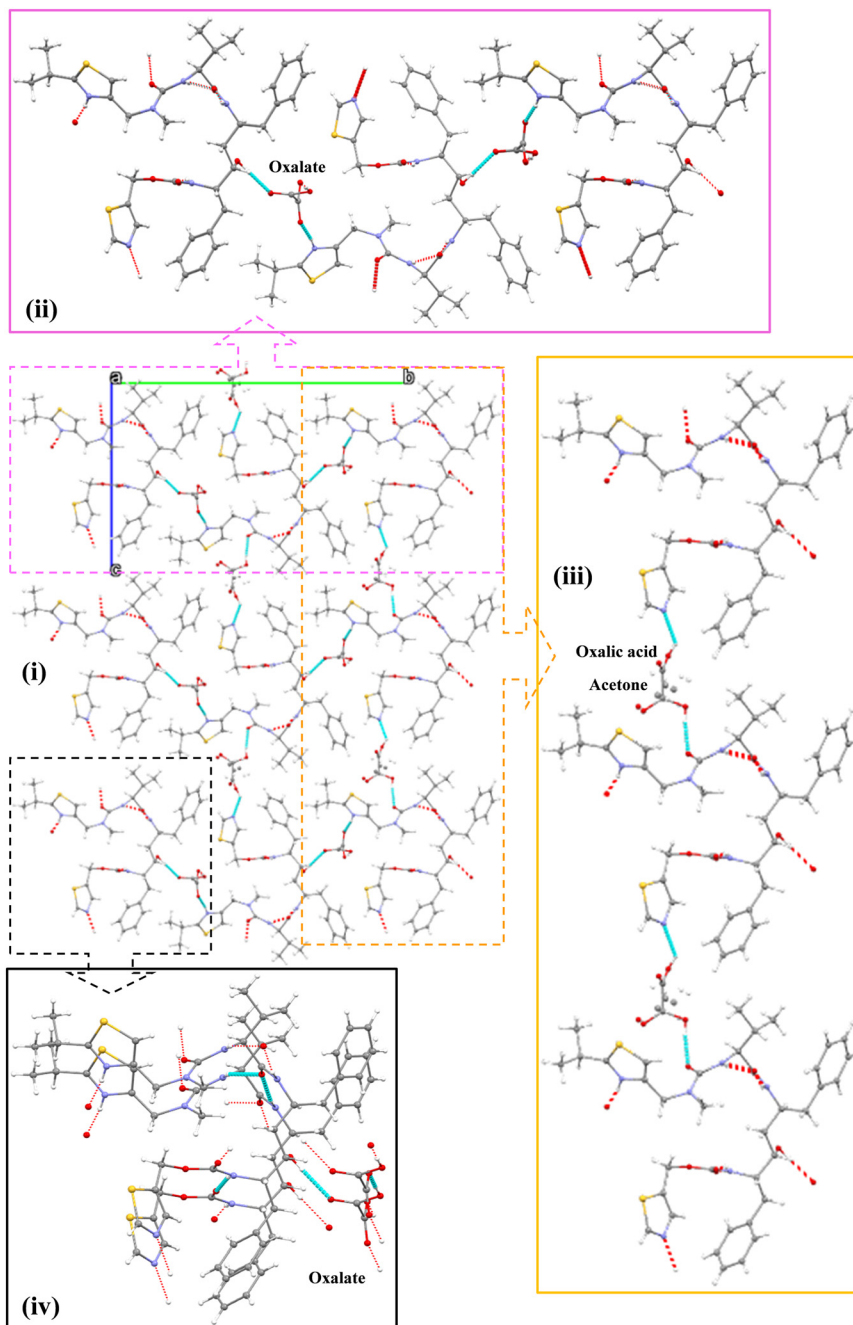 Oxalate
(ii)
a
b
c
(iii)
(i)
Oxalic acid
Acetone
Oxalate
(iv)